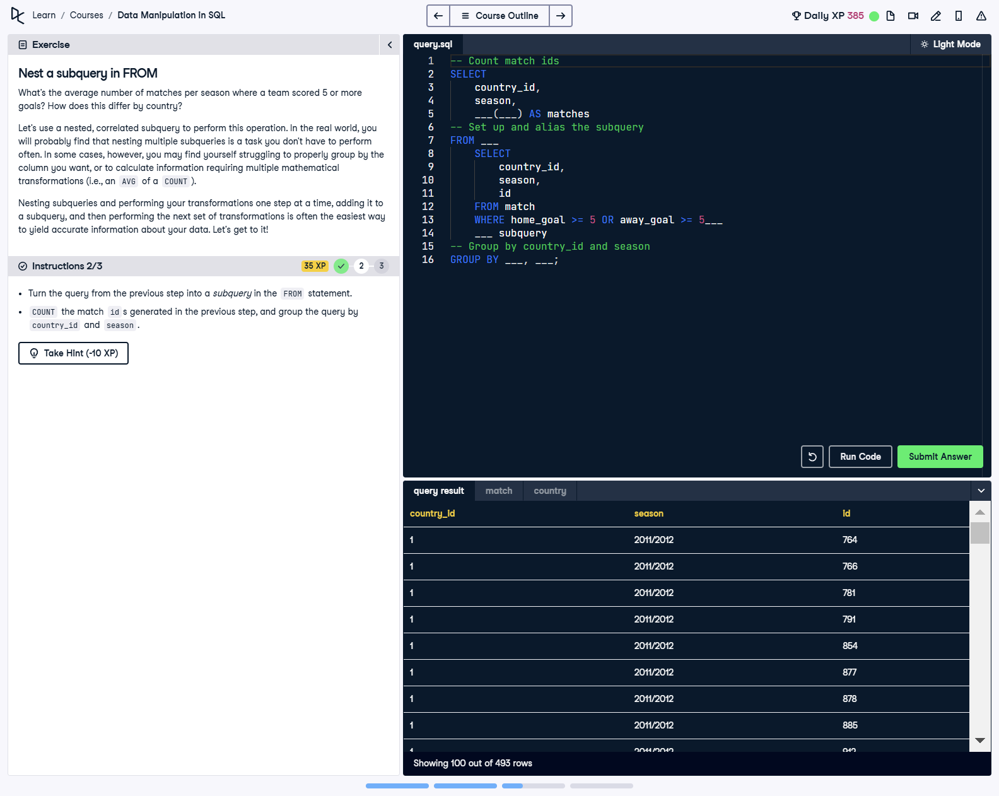 Learn / Courses / Data Manipulation in SQL
Course Outline
Daily XP 385
Exercise
Nest a subquery in FROM
What's the average number of matches per season where a team scored 5 or more
goals? How does this differ by country?
Let's use a nested, correlated subquery to perform this operation. In the real world, you
will probably find that nesting multiple subqueries is a task you don't have to perform
often. In some cases, however, you may find yourself struggling to properly group by the
column you want, or to calculate information requiring multiple mathematical
transformations (i.e., an AVG of a COUNT).
Nesting subqueries and performing your transformations one step at a time, adding it to
a subquery, and then performing the next set of transformations is often the easiest way
to yield accurate information about your data. Let's get to it!
Instructions 2/3
35 XP 2 3
• Turn the query from the previous step into a subquery in the FROM statement.
• COUNT the match ids generated in the previous step, and group the query by
country_id and season.
Take Hint (-10 XP)
query.sql
Light Mode
1 -- Count match ids
2 SELECT
3 country_id,
4 season,
5 ___(___) AS matches
6 -- Set up and alias the subquery
7 FROM ___
8 SELECT
9 country_id,
10 season,
11 id
12 FROM match
13 WHERE home_goal >= 5 OR away_goal >= 5___
14 ___ subquery
15 -- Group by country_id and season
16 GROUP BY ___, ___;
Run Code
Submit Answer
query result match country
country_id season id
1 2011/2012 764
1 2011/2012 766
1 2011/2012 781
1 2011/2012 791
1 2011/2012 854
1 2011/2012 877
1 2011/2012 878
1 2011/2012 885
1 2011/2012 912
Showing 100 out of 493 rows